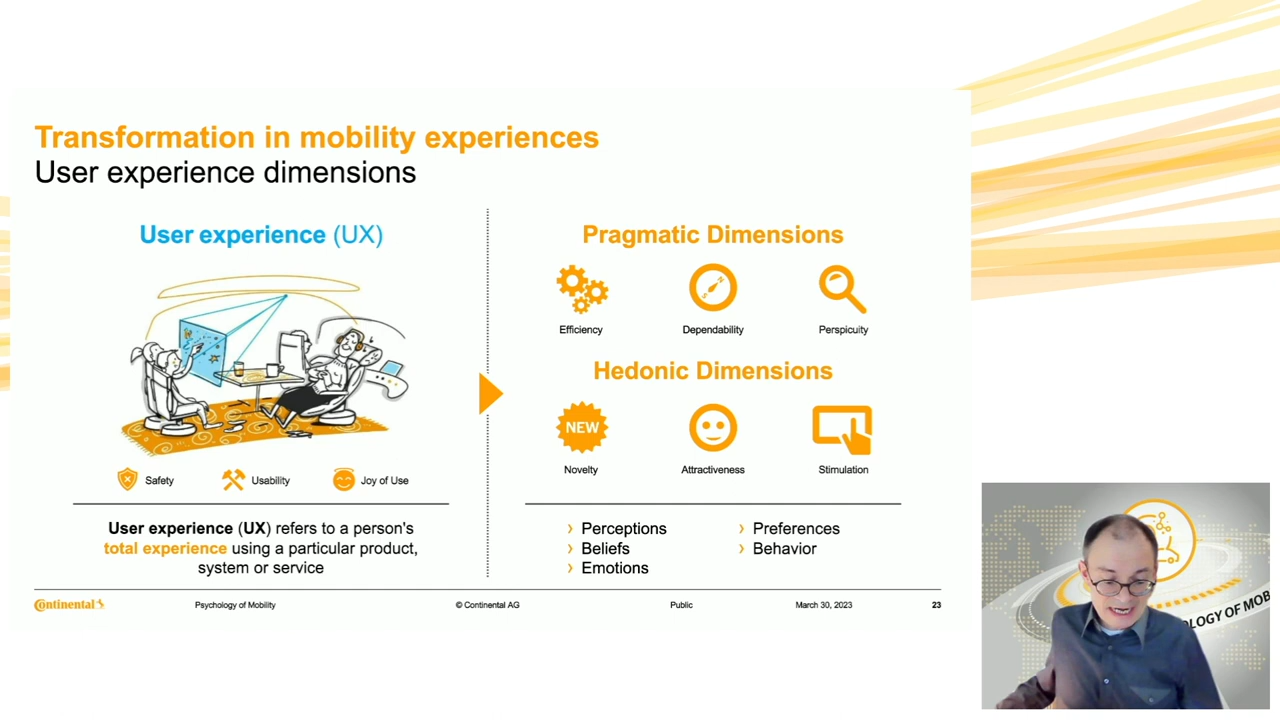 Transformation in mobility experiences
User experience dimensions
User experience (UX)
Safety
Usability
Joy of Use
User experience (UX) refers to a person's
total experience using a particular product,
system or service
Pragmatic Dimensions
Efficiency
Dependability
Perspicuity
Hedonic Dimensions
NEW
Novelty
Attractiveness
Stimulation
› Perceptions
› Beliefs
› Emotions
› Preferences
› Behavior
Continental
Psychology of Mobility
© Continental AG
Public
March 30, 2023
23
OLOGY OF MOB